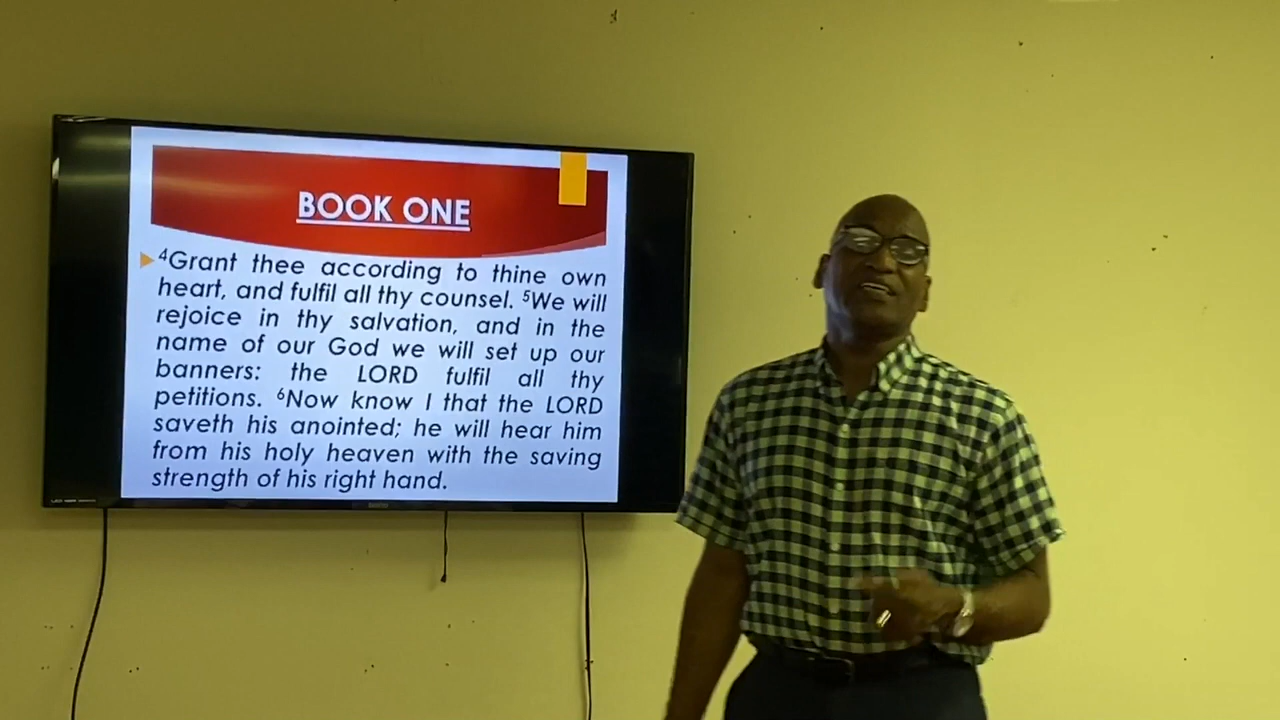 BOOK ONE
⁴Grant thee according to thine own
heart, and fulfil all thy counsel. ⁵We will
rejoice in thy salvation, and in the
name of our God we will set up our
banners: the LORD fulfil all thy
petitions. ⁶Now know I that the LORD
saveth his anointed; he will hear him
from his holy heaven with the saving
strength of his right hand.